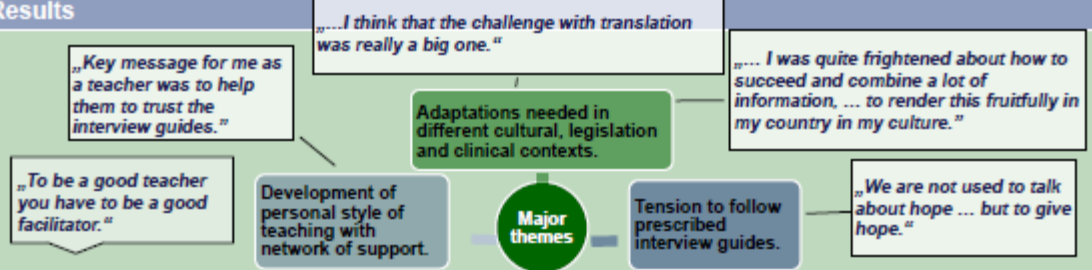 Results
„...I think that the challenge with translation
was really a big one.“
„Key message for me as
a teacher was to help
them to trust the
interview guides.”
„... I was quite frightened about how to
succeed and combine a lot of
information, ... to render this fruitfully in
my country in my culture.”
Adaptations needed in
different cultural, legislation
and clinical contexts.
„To be a good teacher
you have to be a good
facilitator.“
Development of
personal style of
teaching with
network of support.
Major
themes
Tension to follow
prescribed
interview guides.
„We are not used to talk
about hope ... but to give
hope.“